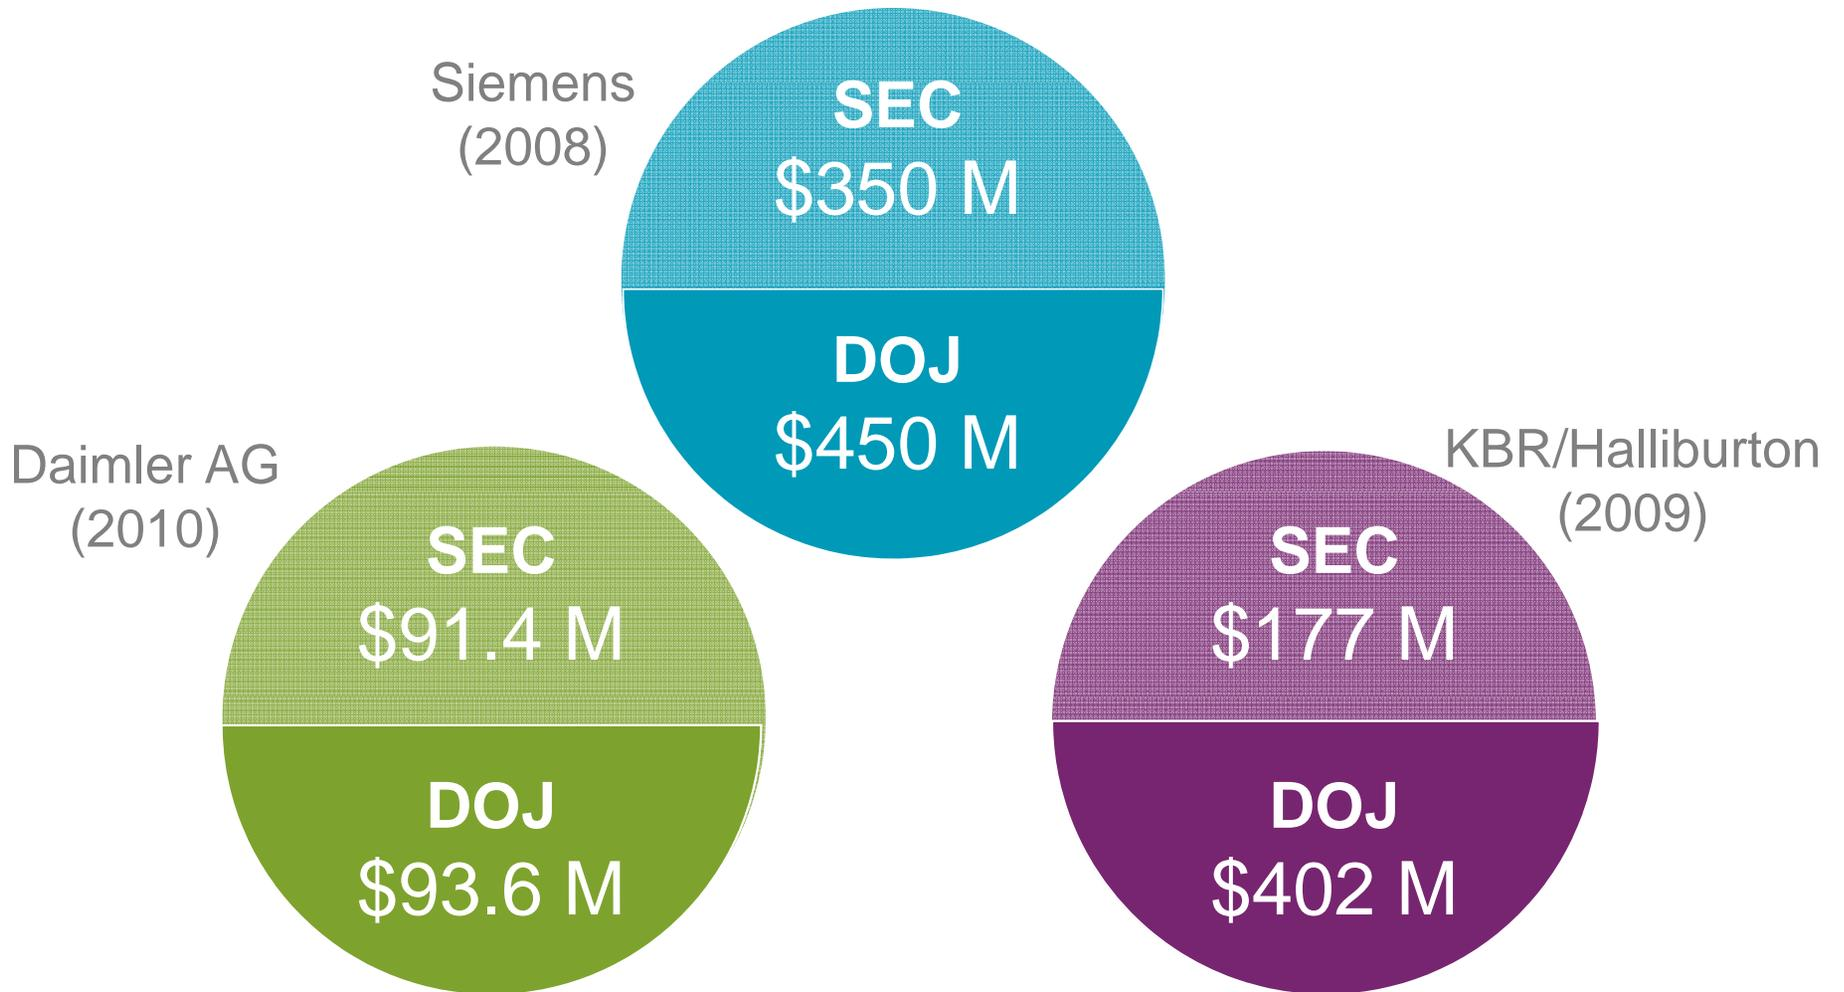 Siemens
(2008)
SEC
$350 M
DOJ
$450 M
Daimler AG
(2010)
SEC
$91.4 M
DOJ
$93.6 M
KBR/Halliburton
(2009)
SEC
$177 M
DOJ
$402 M